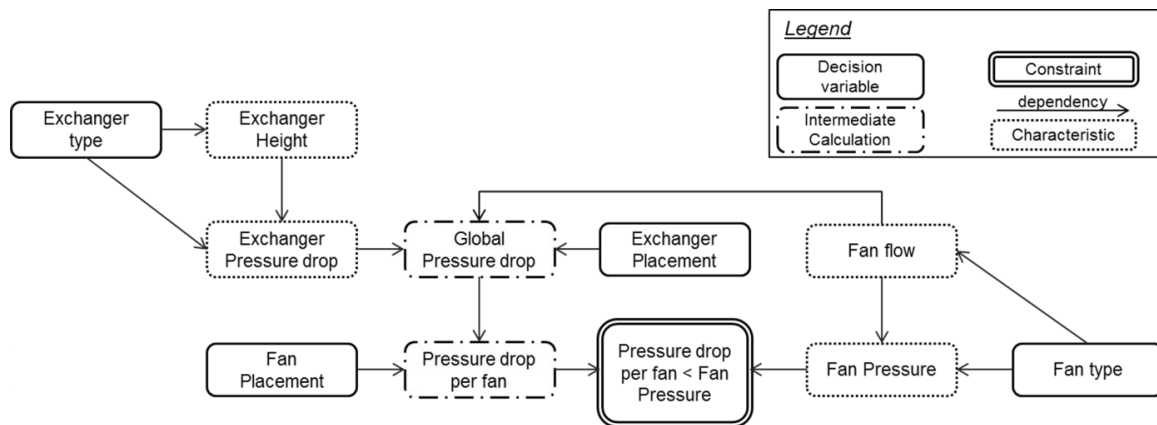 Legend
Decision
variable
Constraint
dependency
Intermediate
Calculation
Characteristic
Exchanger
type
Exchanger
Height
Exchanger
Pressure drop
Global
Pressure drop
Exchanger
Placement
Fan flow
Fan
Placement
Pressure drop
per fan
Pressure drop
per fan < Fan
Pressure
Fan Pressure
Fan type